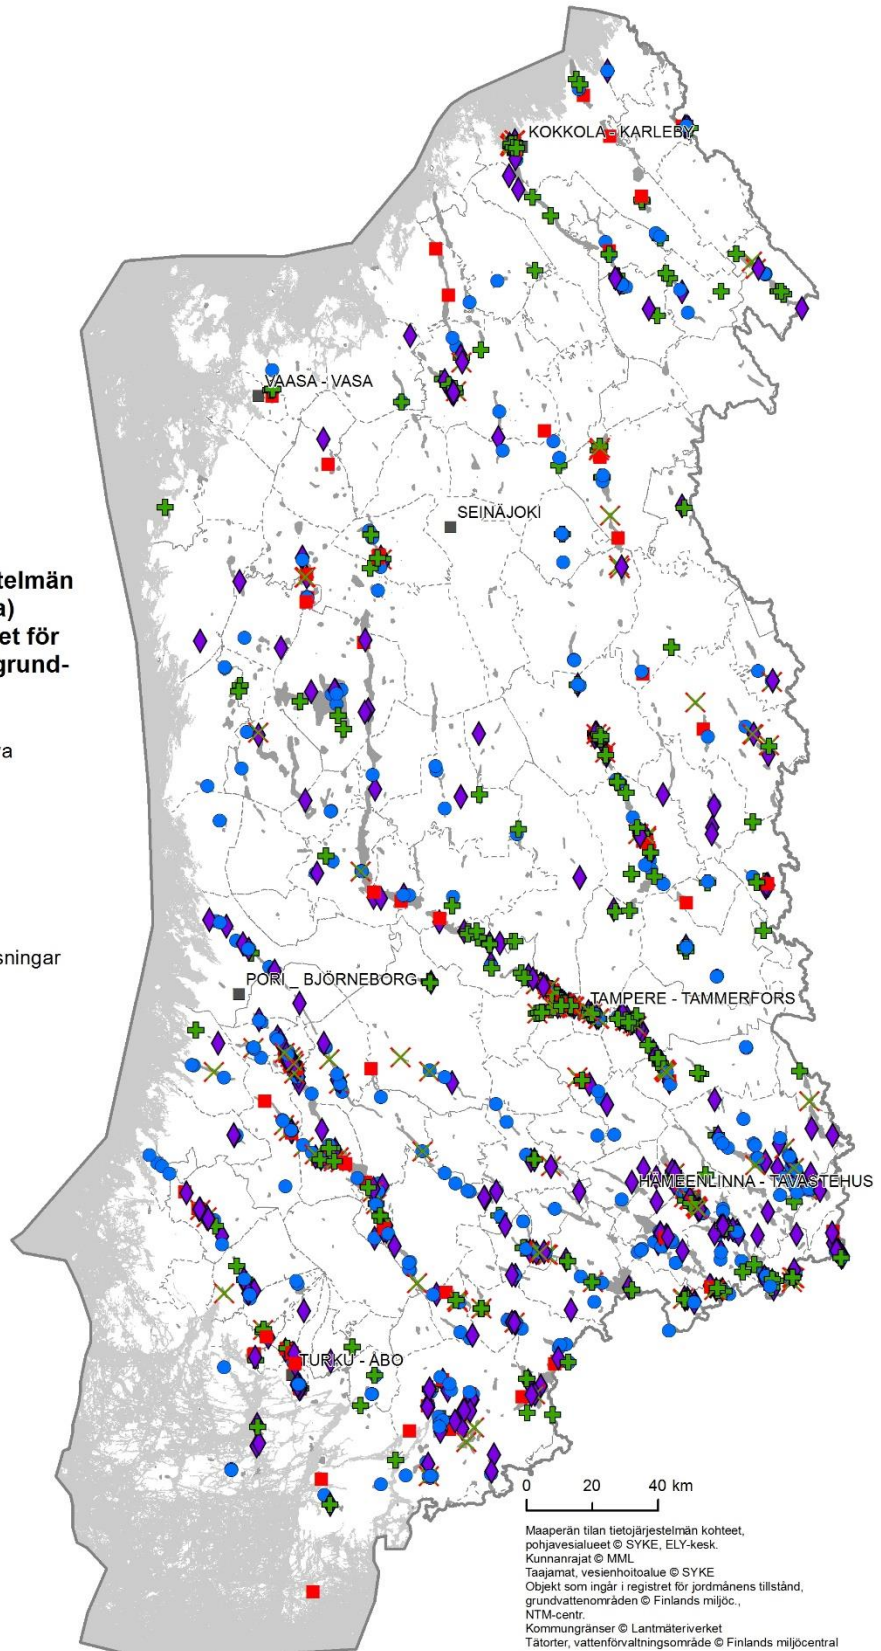 KOKKOLA - KARLEBY
VAASA - VASA
SEINÄJOKI
telmän
a)
et för
grund-
a
sningar
PORI _ BJÖRNEBORG
TAMPERE - TAMMERFORS
HÄMEENLINNA - TAVASTEHUS
TURKU - ÅBO
0 20 40 km
Maaperän tilan tietojärjestelmän kohteet,
pohjavesialueet © SYKE, ELY-kesk.
Kunnanrajat © MML
Taajamat, vesienhoitoalue © SYKE
Objekt som ingår i registret för jordmånens tillstånd,
grundvattenområden © Finlands miljöc.,
NTM-centr.
Kommungränser © Lantmäteriverket
Tätorter, vattenförvaltningsområde © Finlands miljöcentral